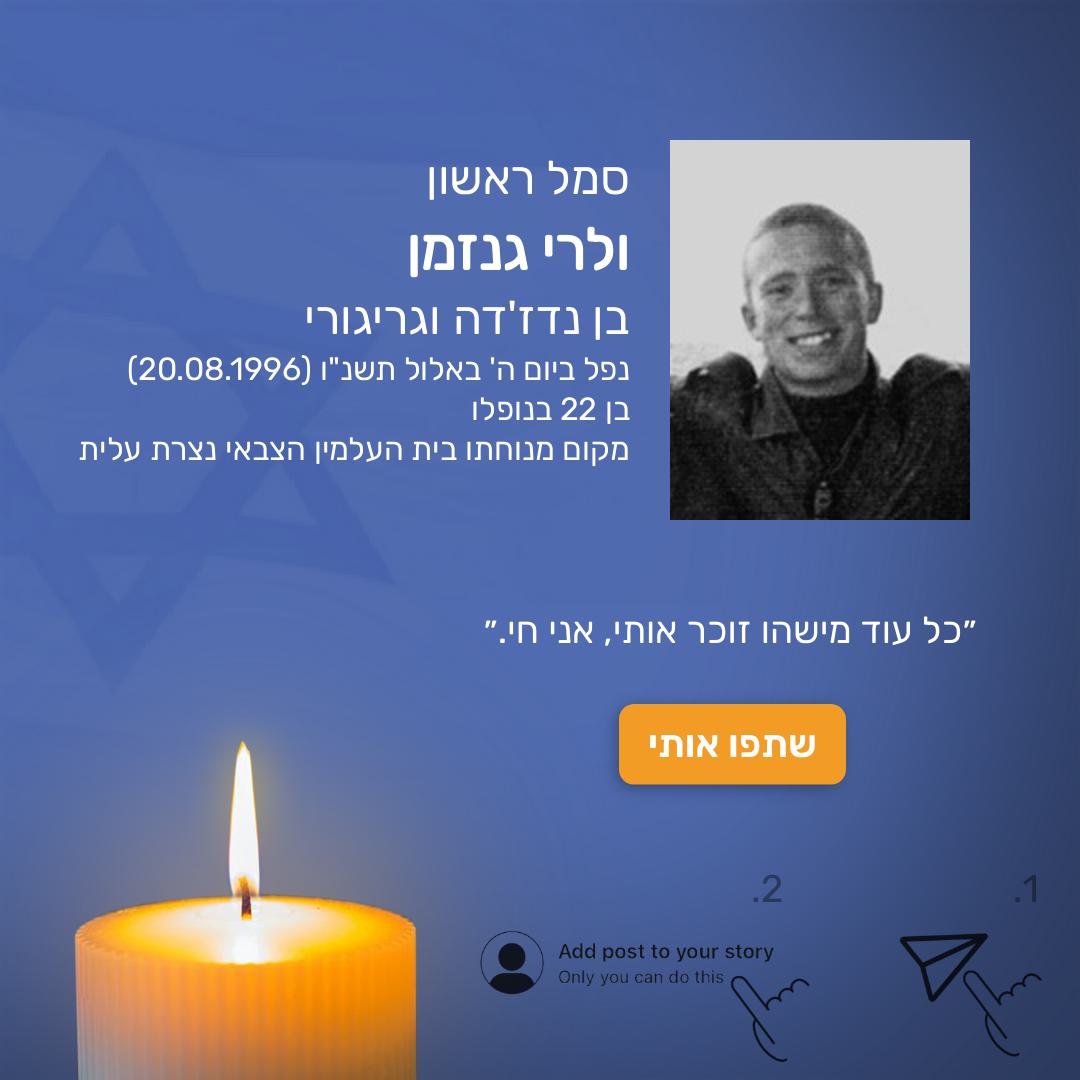 סמל ראשון
ולרי גנזמן
בן נדז'דה וגריגורי
נפל ביום ה' באלול תשנ"ו (20.08.1996)
בן 22 בנופלו
מקום מנוחתו בית העלמין הצבאי נצרת עלית
״כל עוד מישהו זוכר אותי, אני חי.״
שתפו אותי
1.
2.
Add post to your story
Only you can do this